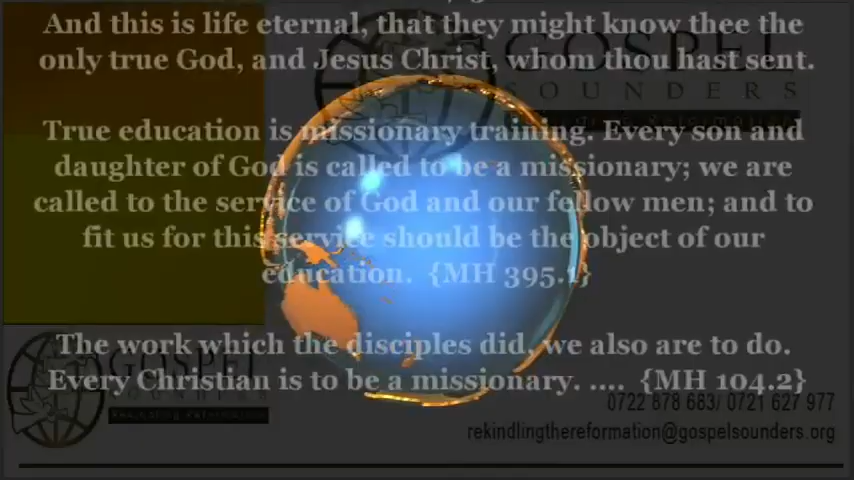 And this is life eternal, that they might know thee the
only true God, and Jesus Christ, whom thou hast sent.
GOSPEL
SOUNDERS
True education is missionary training. Every son and
daughter of God is called to be a missionary; we are
called to the service of God and our fellow men; and to
fit us for this service should be the object of our
education. {MH 395.1}
The work which the disciples did, we also are to do.
Every Christian is to be a missionary. .... {MH 104.2}
GOSPEL
SOUNDERS
0722 878 683/ 0721 627 977
rekindlingthereformation@gospelsounders.org